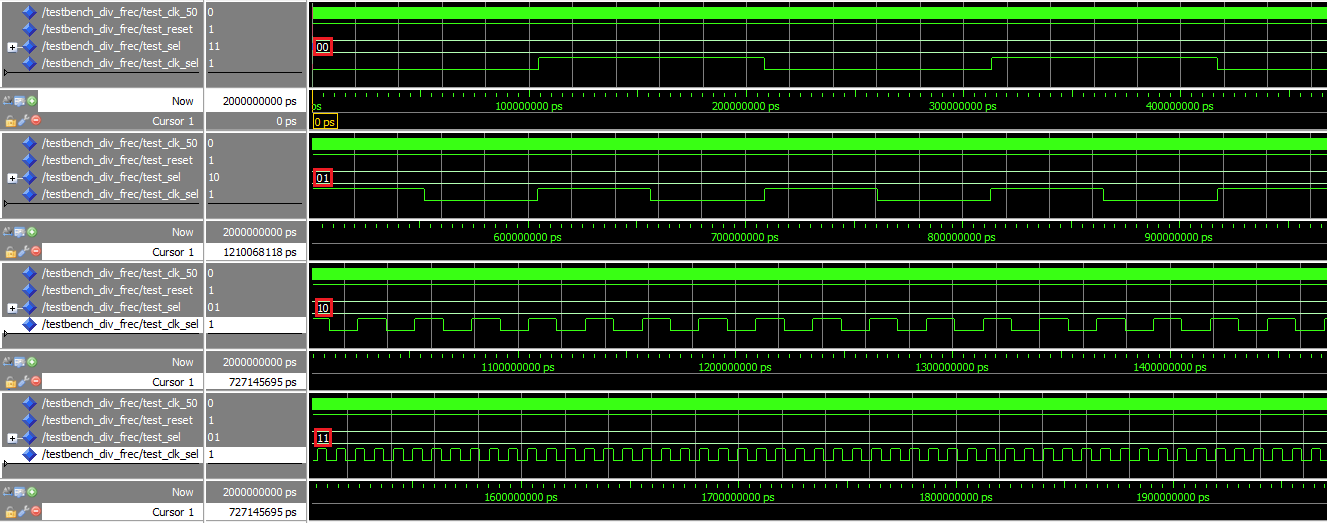 /testbench_div_frec/test_clk_50 0
/testbench_div_frec/test_reset 1
/testbench_div_frec/test_sel 11 00
/testbench_div_frec/test_clk_sel 1
Now 2000000000 ps ps 100000000 ps 200000000 ps 300000000 ps 400000000 ps
Cursor 1 0 ps 0 ps
/testbench_div_frec/test_clk_50 0
/testbench_div_frec/test_reset 1
/testbench_div_frec/test_sel 10 01
/testbench_div_frec/test_clk_sel 1
Now 2000000000 ps 600000000 ps 700000000 ps 800000000 ps 900000000 ps
Cursor 1 1210068118 ps
/testbench_div_frec/test_clk_50 0
/testbench_div_frec/test_reset 1
/testbench_div_frec/test_sel 01 10
/testbench_div_frec/test_clk_sel 1
Now 2000000000 ps 1100000000 ps 1200000000 ps 1300000000 ps 1400000000 ps
Cursor 1 727145695 ps
/testbench_div_frec/test_clk_50 0
/testbench_div_frec/test_reset 1
/testbench_div_frec/test_sel 01 11
/testbench_div_frec/test_clk_sel 1
Now 2000000000 ps 1600000000 ps 1700000000 ps 1800000000 ps 1900000000 ps
Cursor 1 727145695 ps